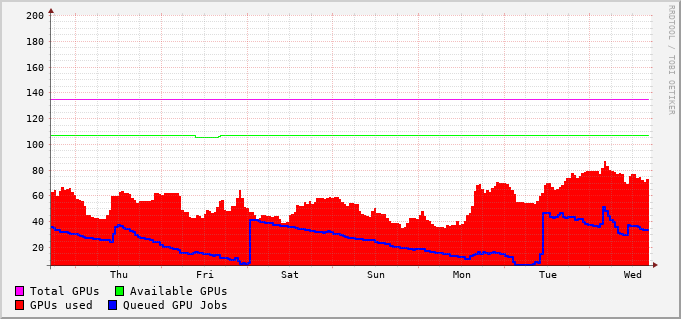 RRDTOOL / TOBI OETIKER
200
180
160
140
120
100
80
60
40
20
Thu Fri Sat Sun Mon Tue Wed
Total GPUs Available GPUs
GPUs used Queued GPU Jobs